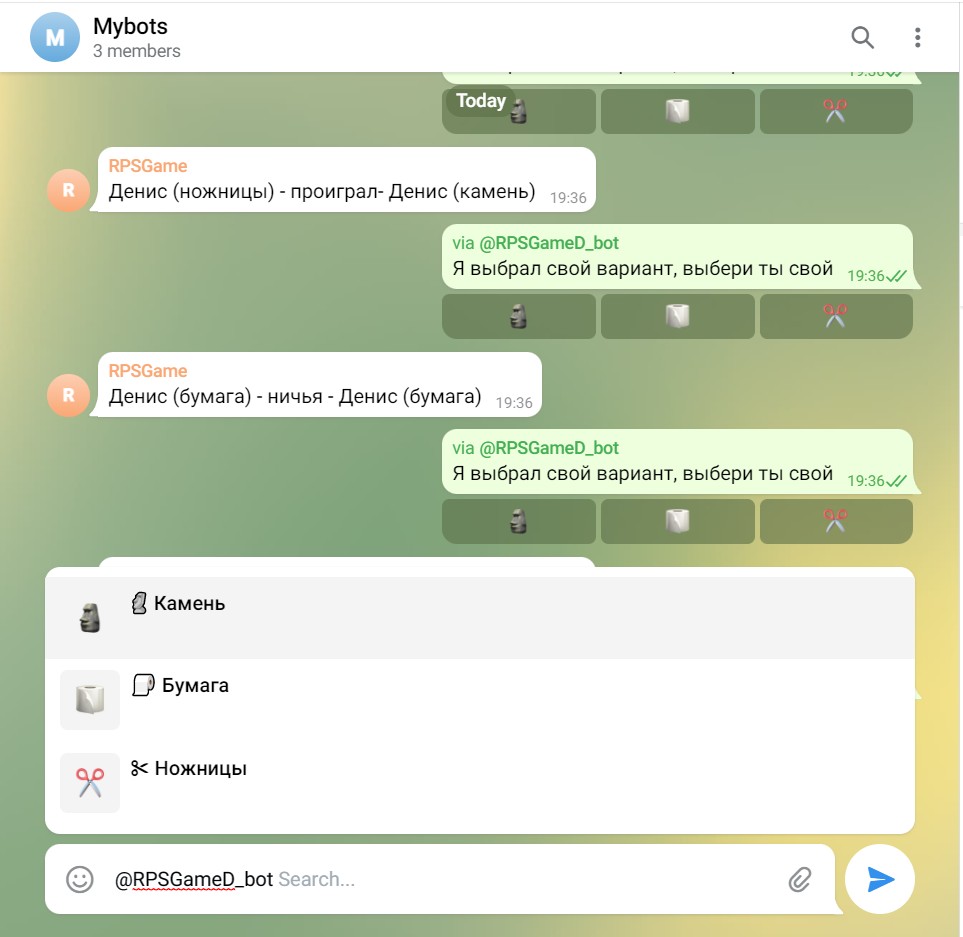 M
Mybots
3 members
19:36
Today
RPSGame
R
Денис (ножницы) - проиграл- Денис (камень) 19:36
via @RPSGameD_bot
Я выбрал свой вариант, выбери ты свой 19:36
RPSGame
R
Денис (бумага) - ничья - Денис (бумага) 19:36
via @RPSGameD_bot
Я выбрал свой вариант, выбери ты свой 19:36
Камень
Бумага
Ножницы
@RPSGameD_bot Search...